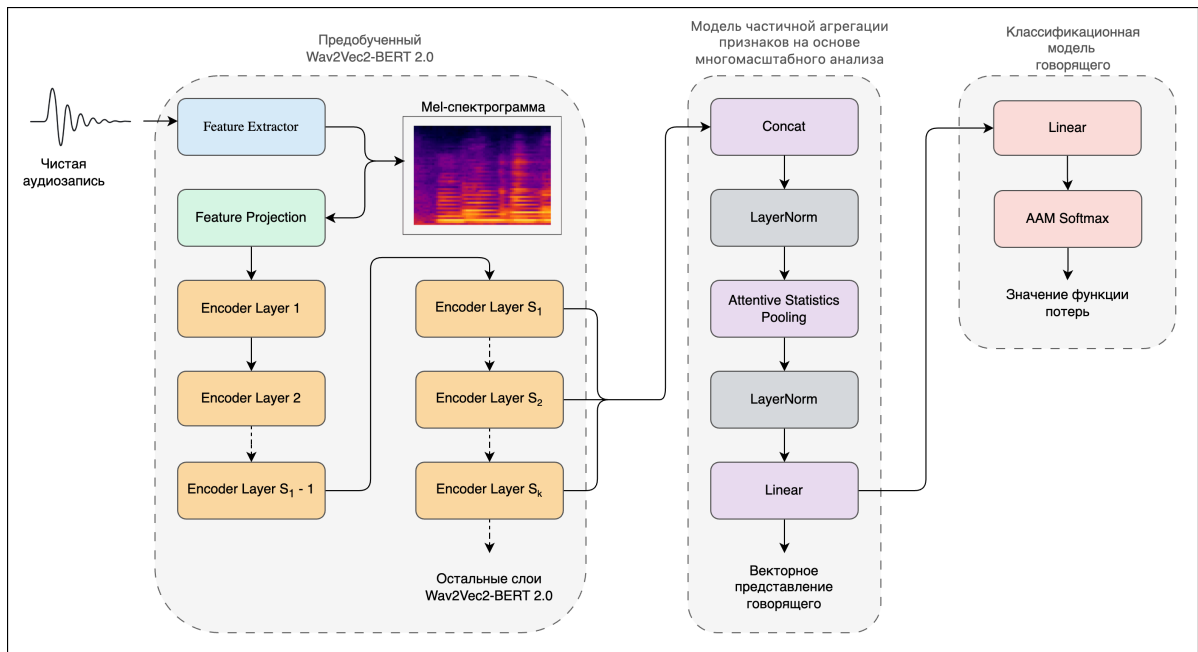 Предобученный
Wav2Vec2-BERT 2.0
Чистая
аудиозапись
Feature Extractor
Mel-спектрограмма
Feature Projection
Encoder Layer 1
Encoder Layer 2
Encoder Layer S₁ - 1
Encoder Layer S₁
Encoder Layer S₂
Encoder Layer Sₖ
Остальные слои
Wav2Vec2-BERT 2.0
Модель частичной агрегации
признаков на основе
многомасштабного анализа
Concat
LayerNorm
Attentive Statistics
Pooling
LayerNorm
Linear
Векторное
представление
говорящего
Классификационная
модель
говорящего
Linear
AAM Softmax
Значение функции
потерь